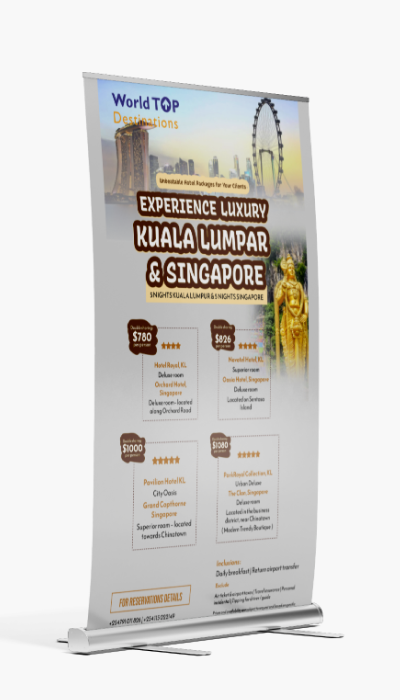 World TOP
Destinations
Unbeatable Hotel Packages for Your Clients
EXPERIENCE LUXURY
KUALA LUMPAR
& SINGAPORE
3 NIGHTS KUALA LUMPUR & 3 NIGHTS SINGAPORE
$780
Hotel Royal, KL
Deluxe room
Orchard Hotel,
Singapore
Deluxe room - located
along Orchard Road
$826
Novotel Hotel, KL
Superior room
Oasia Hotel, Singapore
Deluxe room
Located on Sentosa
Island
$1000
Pavilion Hotel KL
City Oasis
Grand Copthorne
Singapore
Superior room - located
towards Chinatown
$1080
ParkRoyal Collection, KL
Urban Deluxe
The Clan, Singapore
Deluxe room
Located in the business
district, near Chinatown
( Modern Trendy Boutique )
Inclusions:
Daily breakfast | Return airport transfer
FOR RESERVATIONS DETAILS